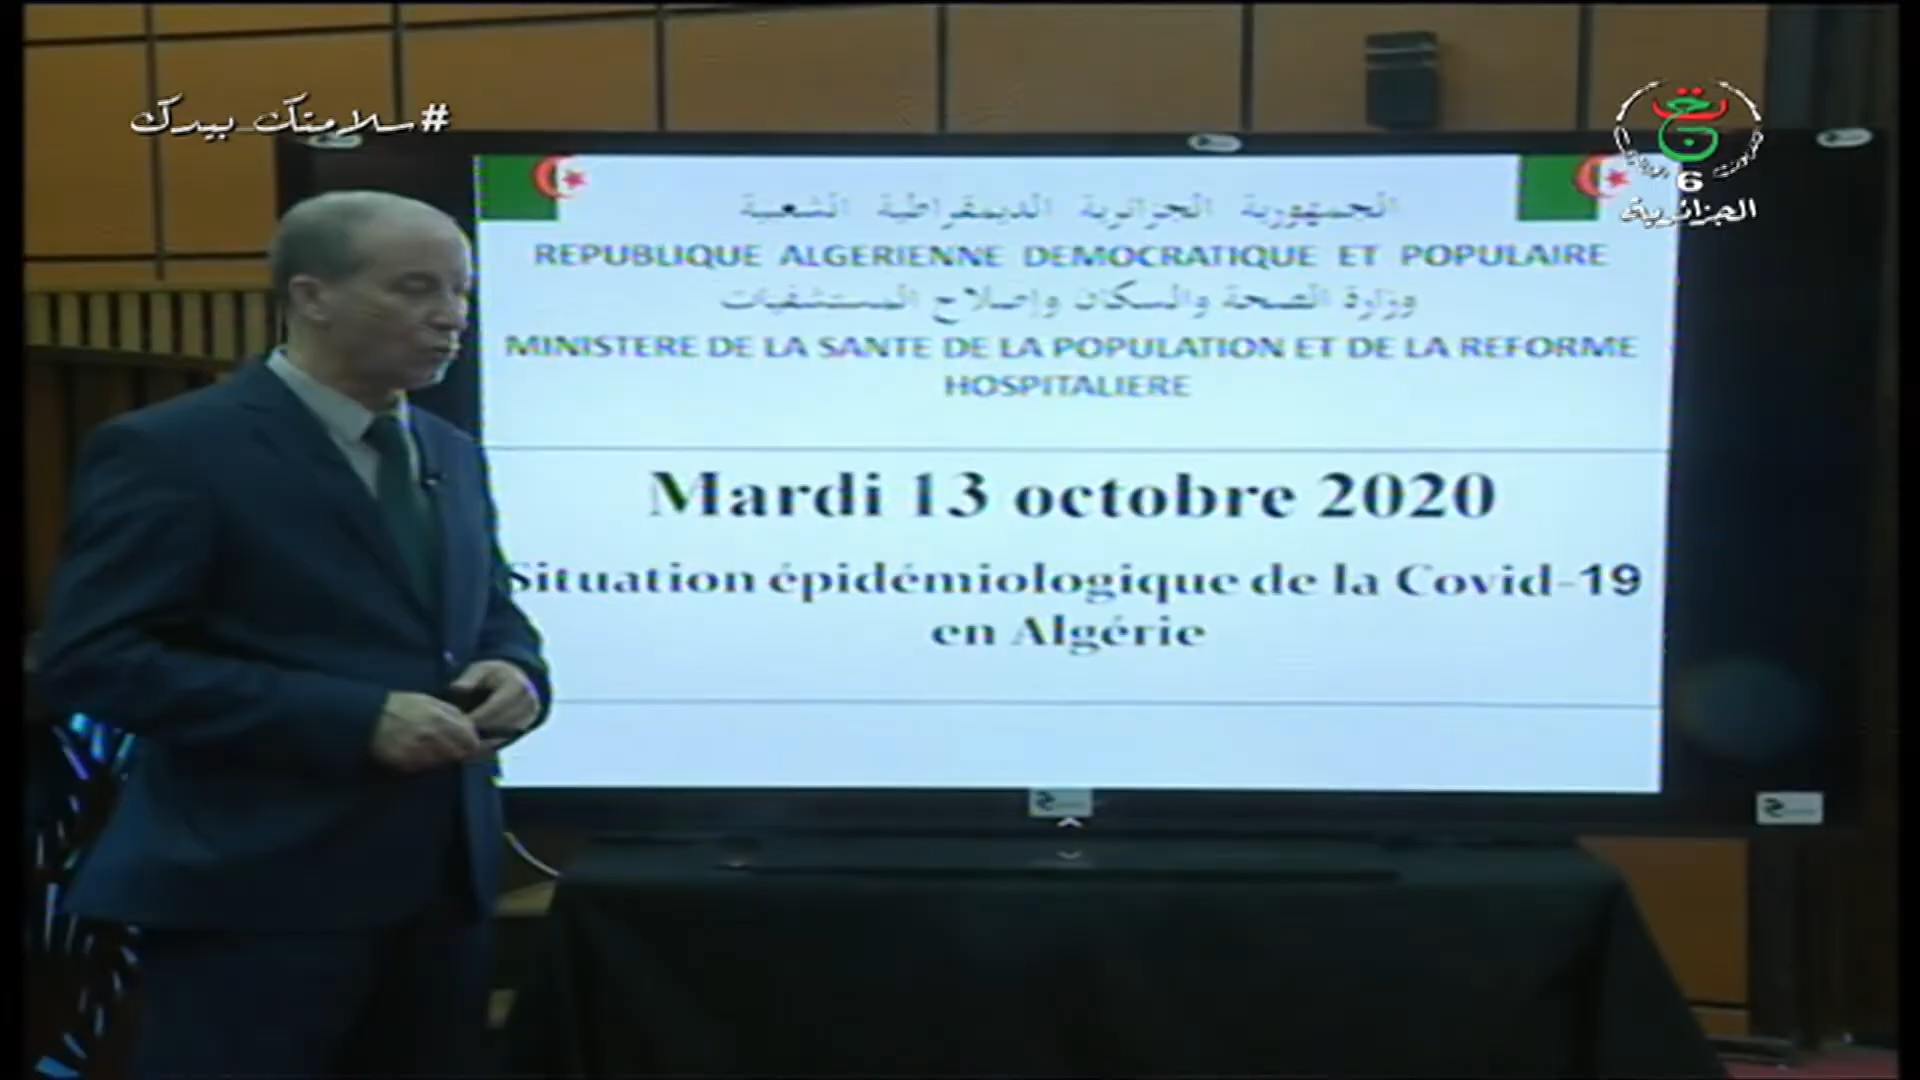 #سلامتك_بيدك
6
الجزائرية
الجمهورية الجزائرية الديمقراطية الشعبية
REPUBLIQUE ALGERIENNE DEMOCRATIQUE ET POPULAIRE
وزارة الصحة والسكان وإصلاح المستشفيات
MINISTERE DE LA SANTE DE LA POPULATION ET DE LA REFORME
HOSPITALIERE
Mardi 13 octobre 2020
Situation épidémiologique de la Covid-19
en Algérie